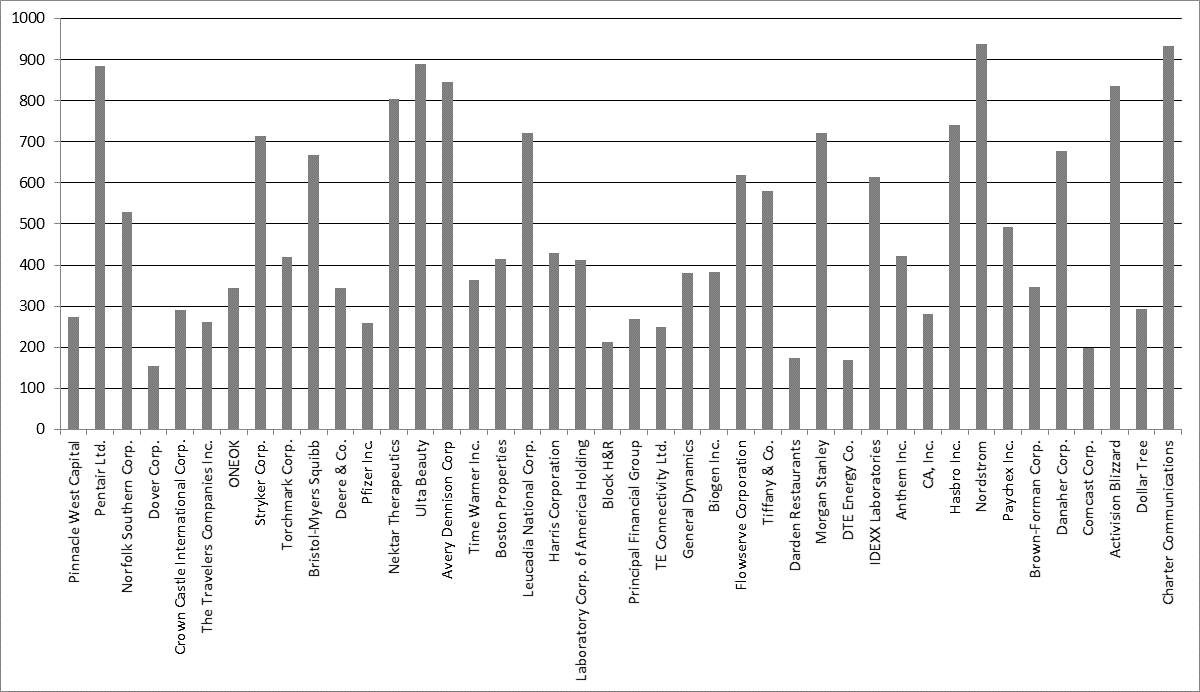 1000
900
800
700
600
500
400
300
200
100
0
Pinnacle West Capital
Pentair Ltd.
Norfolk Southern Corp.
Dover Corp.
Crown Castle International Corp.
The Travelers Companies Inc.
ONEOK
Stryker Corp.
Torchmark Corp.
Bristol-Myers Squibb
Deere & Co.
Pfizer Inc.
Nektar Therapeutics
Ulta Beauty
Avery Dennison Corp
Time Warner Inc.
Boston Properties
Leucadia National Corp.
Harris Corporation
Laboratory Corp. of America Holding
Block H&R
Principal Financial Group
TE Connectivity Ltd.
General Dynamics
Biogen Inc.
Flowserve Corporation
Tiffany & Co.
Darden Restaurants
Morgan Stanley
DTE Energy Co.
IDEXX Laboratories
Anthem Inc.
CA, Inc.
Hasbro Inc.
Nordstrom
Paychex Inc.
Brown-Forman Corp.
Danaher Corp.
Comcast Corp.
Activision Blizzard
Dollar Tree
Charter Communications